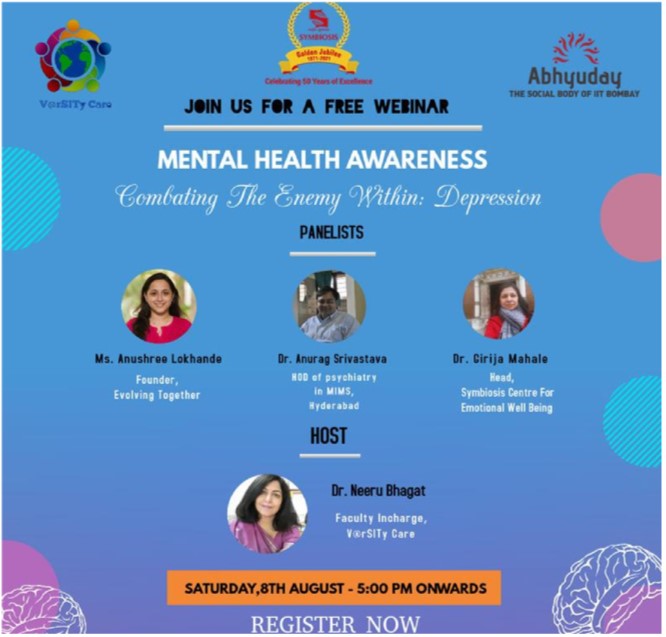 SYMBIOSIS
Golden Jubilee
1971-2021
Celebrating 50 Years of Excellence
V@rSITy Care
Abhyuday
THE SOCIAL BODY OF IIT BOMBAY
JOIN US FOR A FREE WEBINAR
MENTAL HEALTH AWARENESS
Combating The Enemy Within: Depression
PANELISTS
Ms. Anushree Lokhande
Founder,
Evolving Together
Dr. Anurag Srivastava
HOD of psychiatry
in MIMS,
Hyderabad
Dr. Girija Mahale
Head,
Symbiosis Centre For
Emotional Well Being
HOST
Dr. Neeru Bhagat
Faculty Incharge,
V@rSITy Care
SATURDAY,8TH AUGUST - 5:00 PM ONWARDS
REGISTER NOW